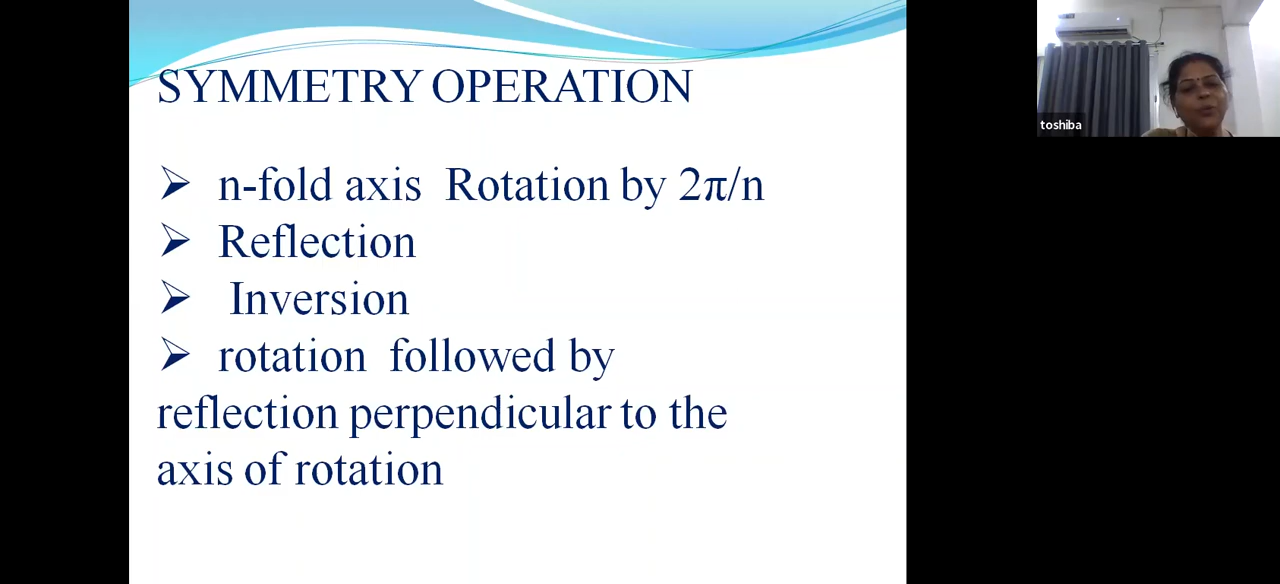 SYMMETRY OPERATION
➢ n-fold axis Rotation by 2π/n
➢ Reflection
➢ Inversion
➢ rotation followed by
reflection perpendicular to the
axis of rotation
toshiba